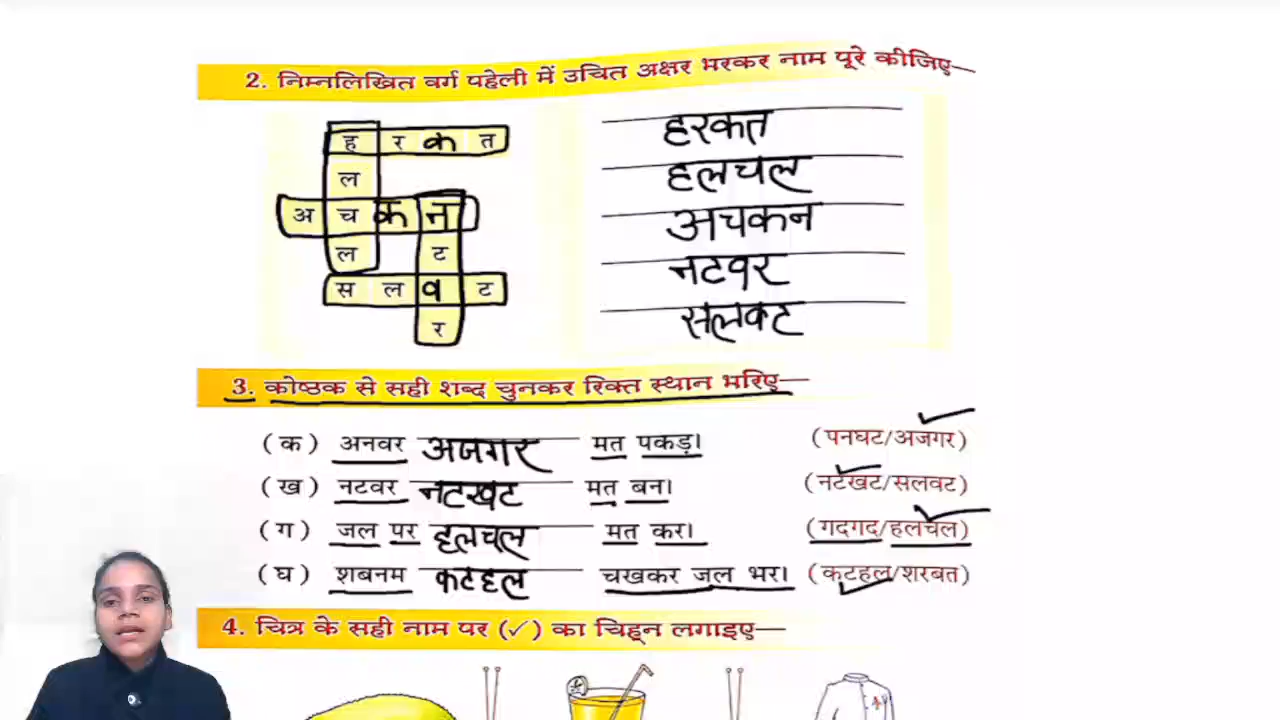 2. निम्नलिखित वर्ग पहेली में उचित अक्षर भरकर नाम पूरे कीजिए—
ह र क त
ल
अ च क न
ल ट
स ल व ट
र
हरकत
हलचल
अचकन
नटवर
सलवट
3. कोष्ठक से सही शब्द चुनकर रिक्त स्थान भरिए—
(क) अनवर अजगर मत पकड़। (पनघट/अजगर)
(ख) नटवर नटखट मत बन। (नटखट/सलवट)
(ग) जल पर हलचल मत कर। (गदगद/हलचल)
(घ) शबनम कटहल चखकर जल भर। (कटहल/शरबत)
4. चित्र के सही नाम पर (✓) का चिह्न लगाइए—